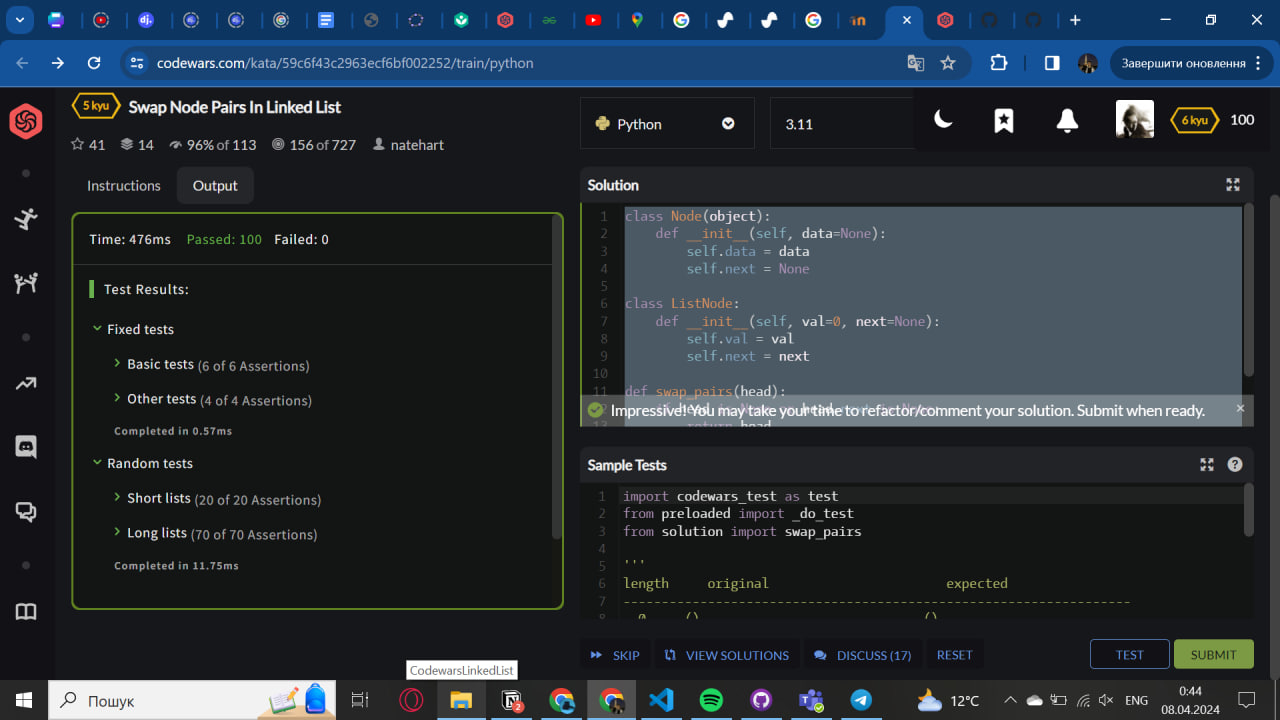 codewars.com/kata/59c6f43c2963ecf6bf002252/train/python
Завершити оновлення
5 kyu
Swap Node Pairs In Linked List
41 14 96% of 113 156 of 727 natehart
Python
3.11
6 kyu
100
Instructions
Output
Time: 476ms Passed: 100 Failed: 0
Test Results:
Fixed tests
Basic tests (6 of 6 Assertions)
Other tests (4 of 4 Assertions)
Completed in 0.57ms
Random tests
Short lists (20 of 20 Assertions)
Long lists (70 of 70 Assertions)
Completed in 11.75ms
Solution
1 class Node(object):
2     def __init__(self, data=None):
3         self.data = data
4         self.next = None
5
6 class ListNode:
7     def __init__(self, val=0, next=None):
8         self.val = val
9         self.next = next
10
11 def swap_pairs(head):
Impressive! You may take your time to refactor/comment your solution. Submit when ready.
return head
Sample Tests
1 import codewars_test as test
2 from preloaded import _do_test
3 from solution import swap_pairs
4
5 '''
6 length     original                       expected
7 ------------------------------------------------------------------
8   0     ()                             ()
SKIP
VIEW SOLUTIONS
DISCUSS (17)
RESET
TEST
SUBMIT
CodewarsLinkedList
Пошук
2
12°C
ENG
0:44
08.04.2024